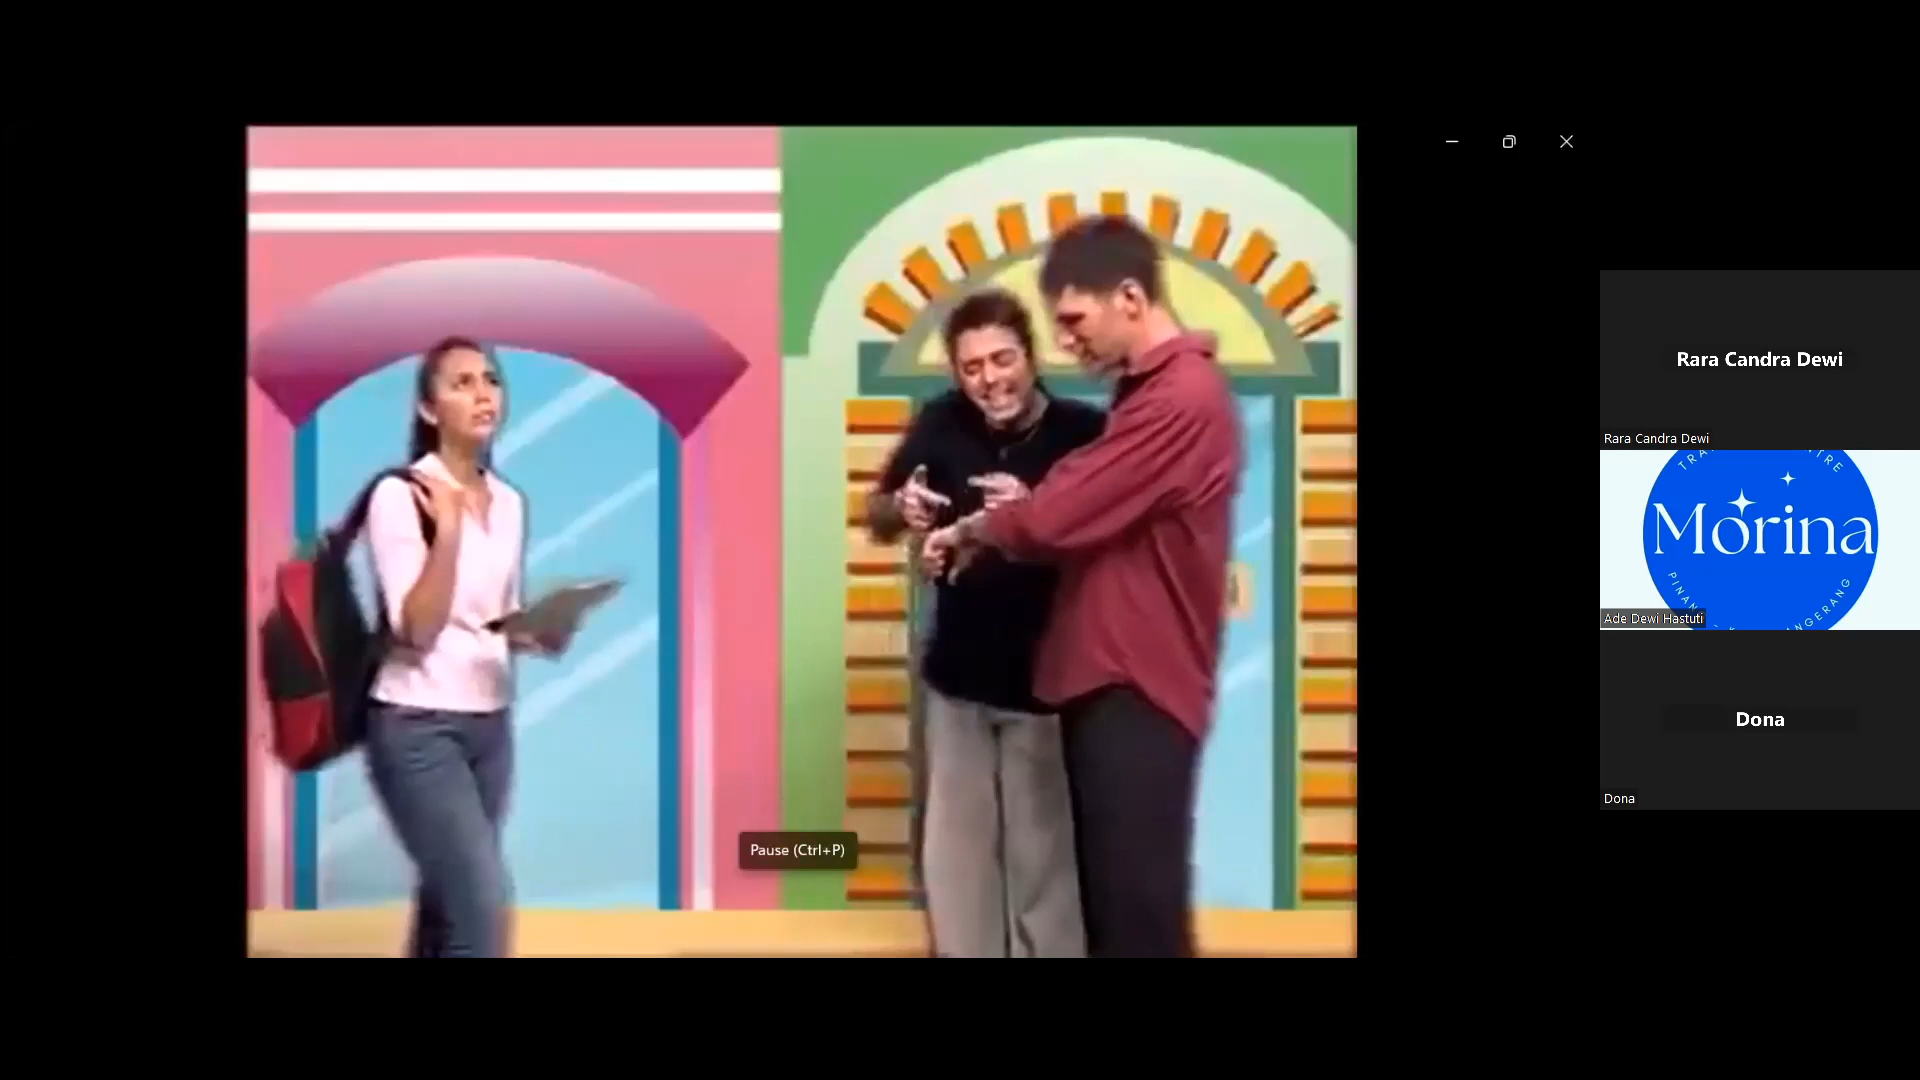 Pause (Ctrl+P)
Rara Candra Dewi
Rara Candra Dewi
Morina
Ade Dewi Hastuti
Dona
Dona